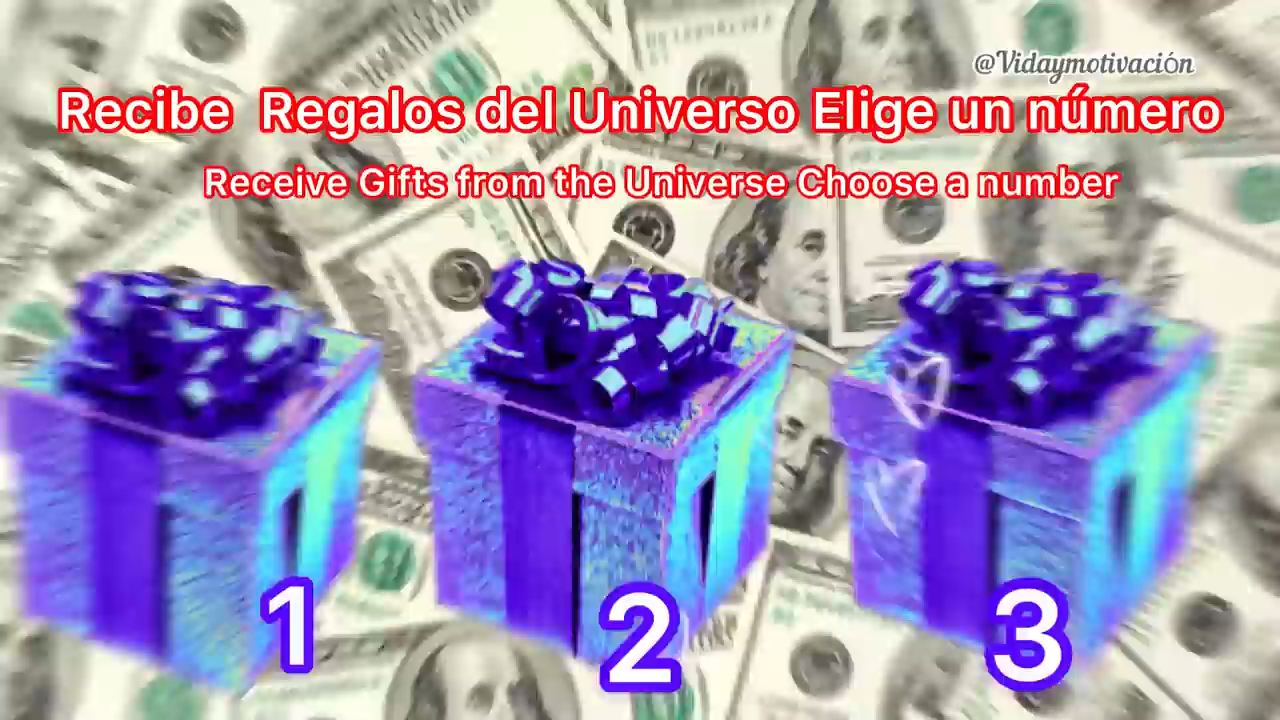 @Vidaymotivación
Recibe Regalos del Universo Elige un número
Receive Gifts from the Universe Choose a number
1 2 3